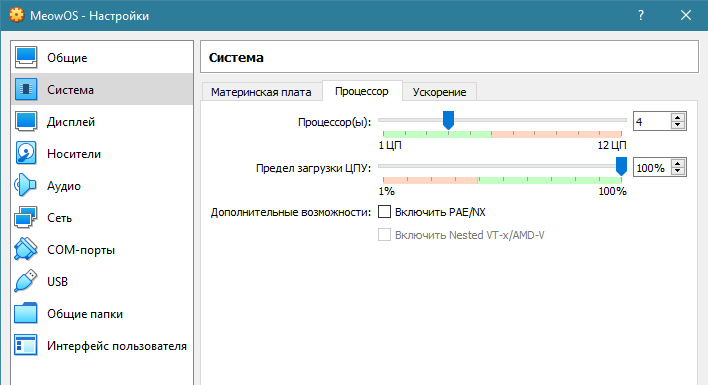 MeowOS - Настройки
?
Общие
Система
Дисплей
Носители
Аудио
Сеть
COM-порты
USB
Общие папки
Интерфейс пользователя
Система
Материнская плата Процессор Ускорение
Процессор(ы): 4
1 ЦП 12 ЦП
Предел загрузки ЦПУ: 100%
1% 100%
Дополнительные возможности: Включить PAE/NX
Включить Nested VT-x/AMD-V